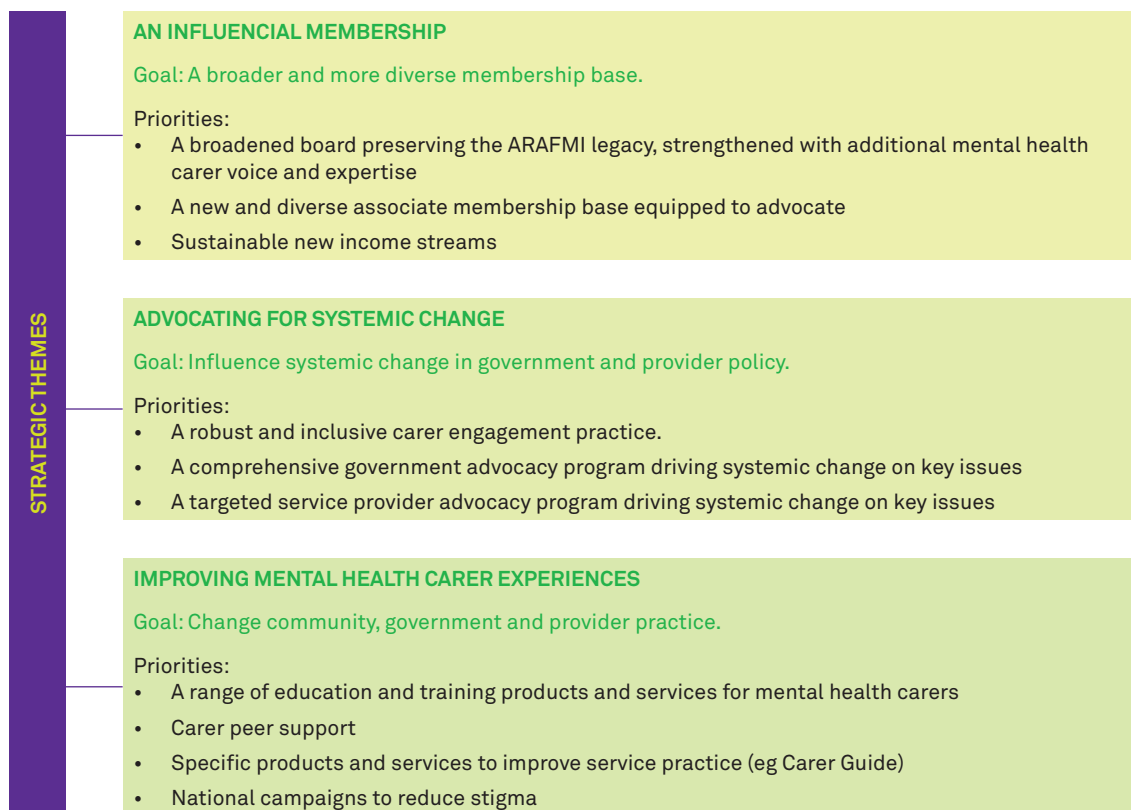 STRATEGIC THEMES
AN INFLUENTIAL MEMBERSHIP
Goal: A broader and more diverse membership base.
Priorities:
• A broadened board preserving the ARAFMI legacy, strengthened with additional mental health
carer voice and expertise
• A new and diverse associate membership base equipped to advocate
• Sustainable new income streams
ADVOCATING FOR SYSTEMIC CHANGE
Goal: Influence systemic change in government and provider policy.
Priorities:
• A robust and inclusive carer engagement practice.
• A comprehensive government advocacy program driving systemic change on key issues
• A targeted service provider advocacy program driving systemic change on key issues
IMPROVING MENTAL HEALTH CARER EXPERIENCES
Goal: Change community, government and provider practice.
Priorities:
• A range of education and training products and services for mental health carers
• Carer peer support
• Specific products and services to improve service practice (eg Carer Guide)
• National campaigns to reduce stigma